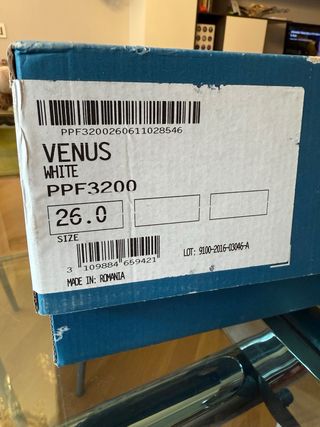 PPF3200260611028546
VENUS
WHITE
PPF3200
26.0
SIZE
3 109884 659421
LOT: 9100-2016-03046-A
MADE IN: ROMANIA